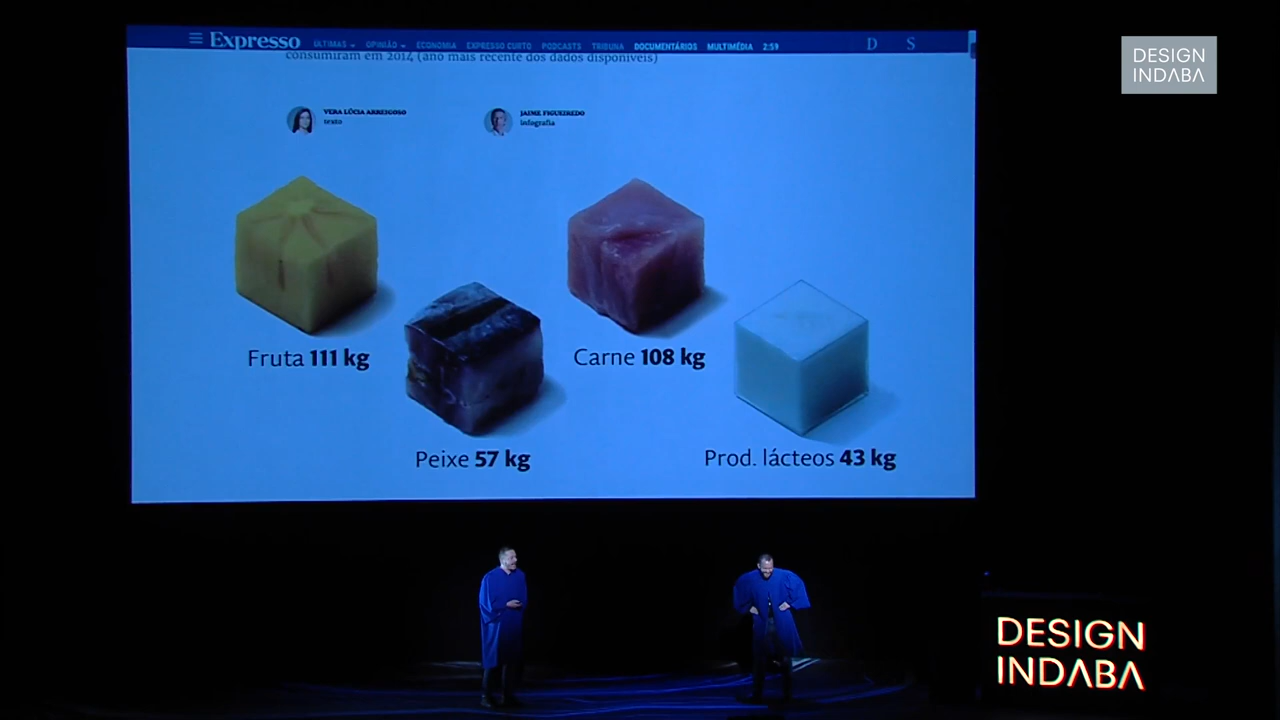 Expresso
ÚLTIMAS OPINIÃO ECONOMIA EXPRESSO CURTO PODCASTS TRIBUNA DOCUMENTÁRIOS MULTIMÉDIA 2:59
D S
consumiram em 2014 (ano mais recente dos dados disponíveis)
VERA LÚCIA ARREIGOSO
texto
JAIME FIGUEIREDO
infografia
Fruta 111 kg
Carne 108 kg
Peixe 57 kg
Prod. lácteos 43 kg
DESIGN
INDABA
DESIGN
INDABA